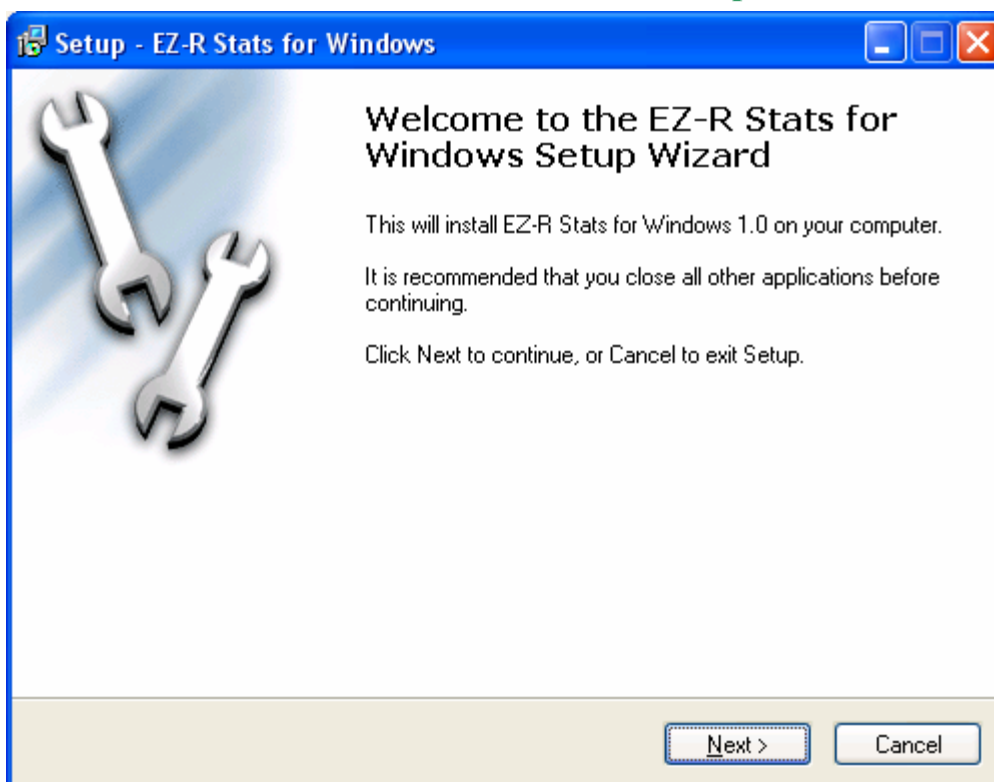 Setup - EZ-R Stats for Windows
Welcome to the EZ-R Stats for
Windows Setup Wizard
This will install EZ-R Stats for Windows 1.0 on your computer.
It is recommended that you close all other applications before
continuing.
Click Next to continue, or Cancel to exit Setup.
Next >
Cancel